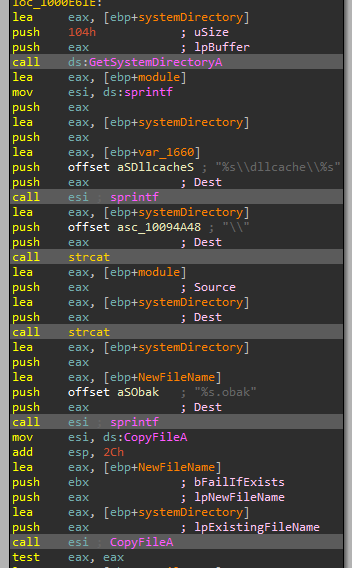 loc_1000E61E:
lea eax, [ebp+systemDirectory]
push 104h ; uSize
push eax ; lpBuffer
call ds:GetSystemDirectoryA
lea eax, [ebp+module]
mov esi, ds:sprintf
push eax
lea eax, [ebp+systemDirectory]
push eax
lea eax, [ebp+var_1660]
push offset aSDllcacheS ; "%s\\dllcache\\%s"
push eax ; Dest
call esi ; sprintf
lea eax, [ebp+systemDirectory]
push offset asc_10094A48 ; "\\"
push eax ; Dest
call strcat
lea eax, [ebp+module]
push eax ; Source
lea eax, [ebp+systemDirectory]
push eax ; Dest
call strcat
lea eax, [ebp+systemDirectory]
push eax
lea eax, [ebp+NewFileName]
push offset aSObak ; "%s.obak"
push eax ; Dest
call esi ; sprintf
mov esi, ds:CopyFileA
add esp, 2Ch
lea eax, [ebp+NewFileName]
push ebx ; bFailIfExists
push eax ; lpNewFileName
lea eax, [ebp+systemDirectory]
push eax ; lpExistingFileName
call esi ; CopyFileA
test eax, eax